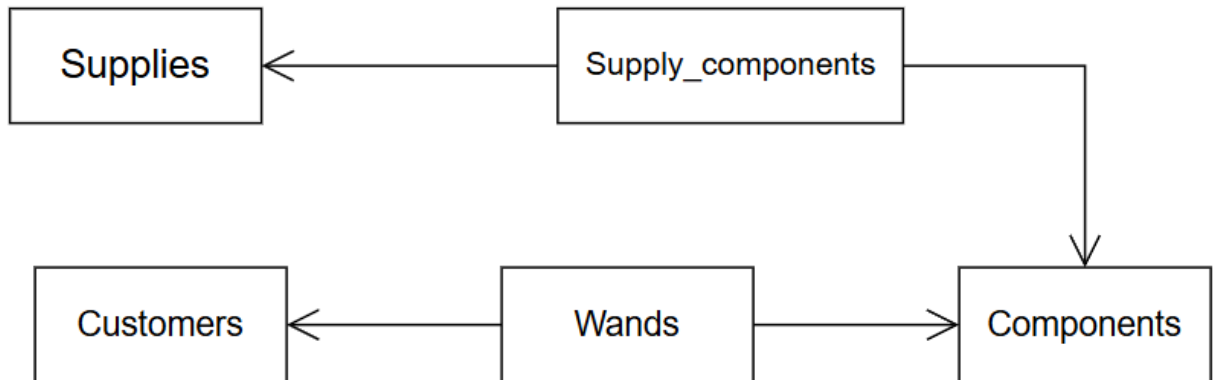 Supplies
Supply_components
Customers
Wands
Components